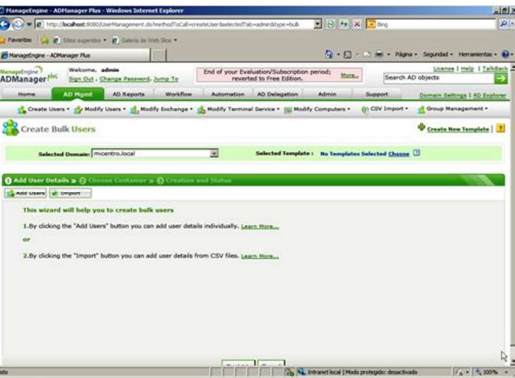 ManageEngine - ADManager Plus - Windows Internet Explorer
http://localhost:8080/UserManagement.do?methodToCall=createUser&selectedTab=admin&type=bulk
Bing
Favoritos
Sitios sugeridos
Galería de Web Slice
ManageEngine - ADManager Plus
Página
Seguridad
Herramientas
ManageEngine
ADManager
Welcome, admin
Sign Out | Change Password, Jump To
End of your Evaluation/Subscription period; reverted to Free Edition.
More...
License | Help | TalkBack
Search AD objects
Home
AD Mgmt
AD Reports
Workflow
Automation
AD Delegation
Admin
Support
Domain Settings | AD Explorer
Create Users
Modify Users
Modify Exchange
Modify Terminal Service
Modify Computers
CSV Import
Group Management
Create Bulk Users
Create New Template
Selected Domain: micentro.local
Selected Template : No Templates Selected Choose
1 Add User Details » 2 Choose Container » 3 Creation and Status
Add Users
Import
This wizard will help you to create bulk users
1.By clicking the "Add Users" button you can add user details individually. Learn More...
or
2.By clicking the "Import" button you can add user details from CSV files. Learn More...
Intranet local | Modo protegido: desactivado
100%